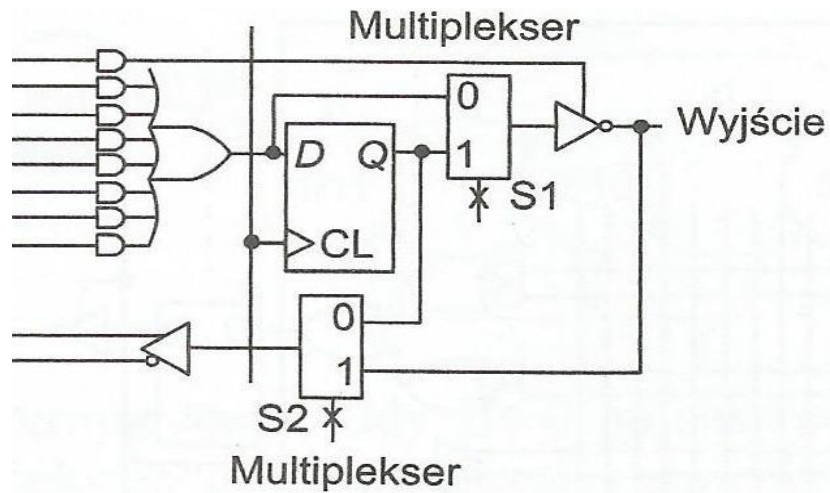 Multiplekser
0
1
S1
Wyjście
D Q
CL
0
1
S2
Multiplekser